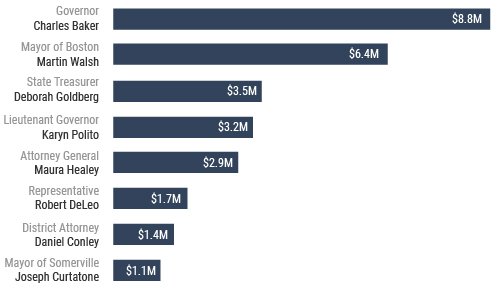 Governor
Charles Baker
$8.8M
Mayor of Boston
Martin Walsh
$6.4M
State Treasurer
Deborah Goldberg
$3.5M
Lieutenant Governor
Karyn Polito
$3.2M
Attorney General
Maura Healey
$2.9M
Representative
Robert DeLeo
$1.7M
District Attorney
Daniel Conley
$1.4M
Mayor of Somerville
Joseph Curtatone
$1.1M